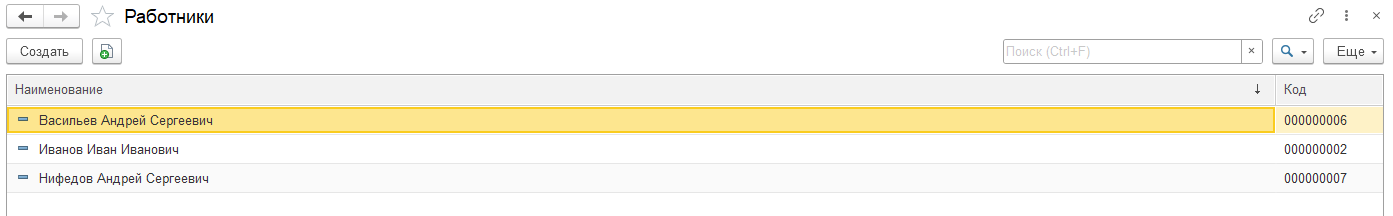 Работники
Создать
Поиск (Ctrl+F)
×
Еще
Наименование ↓ Код
Васильев Андрей Сергеевич 000000006
Иванов Иван Иванович 000000002
Нифедов Андрей Сергеевич 000000007